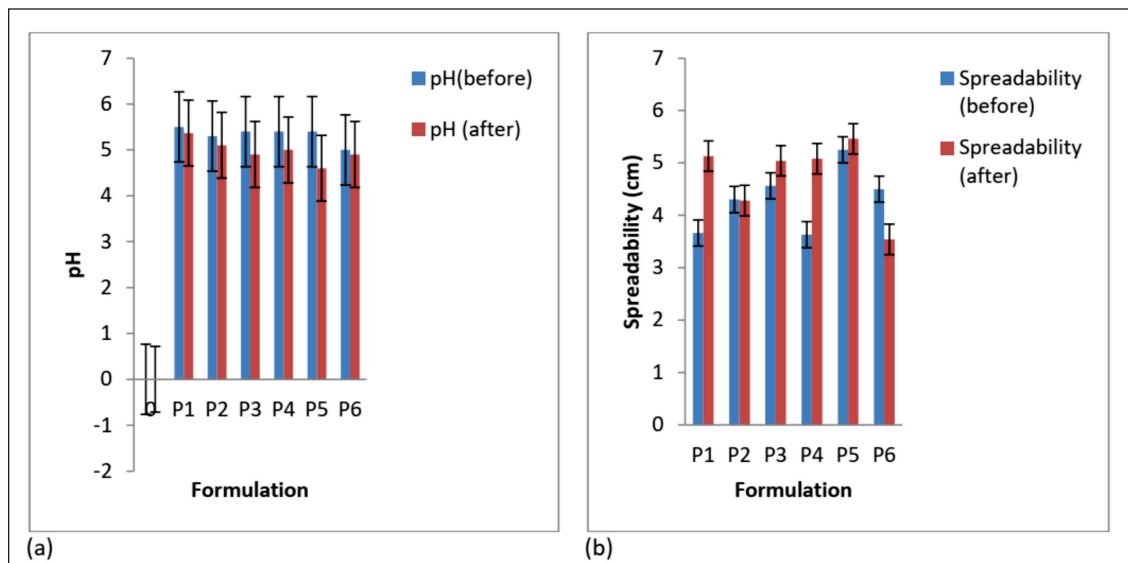 7
6
5
4
3
2
1
0
-1
-2
pH
0 P1 P2 P3 P4 P5 P6
Formulation
pH(before)
pH (after)
(a)
7
6
5
4
3
2
1
0
Spreadability (cm)
P1 P2 P3 P4 P5 P6
Formulation
Spreadability
(before)
Spreadability
(after)
(b)